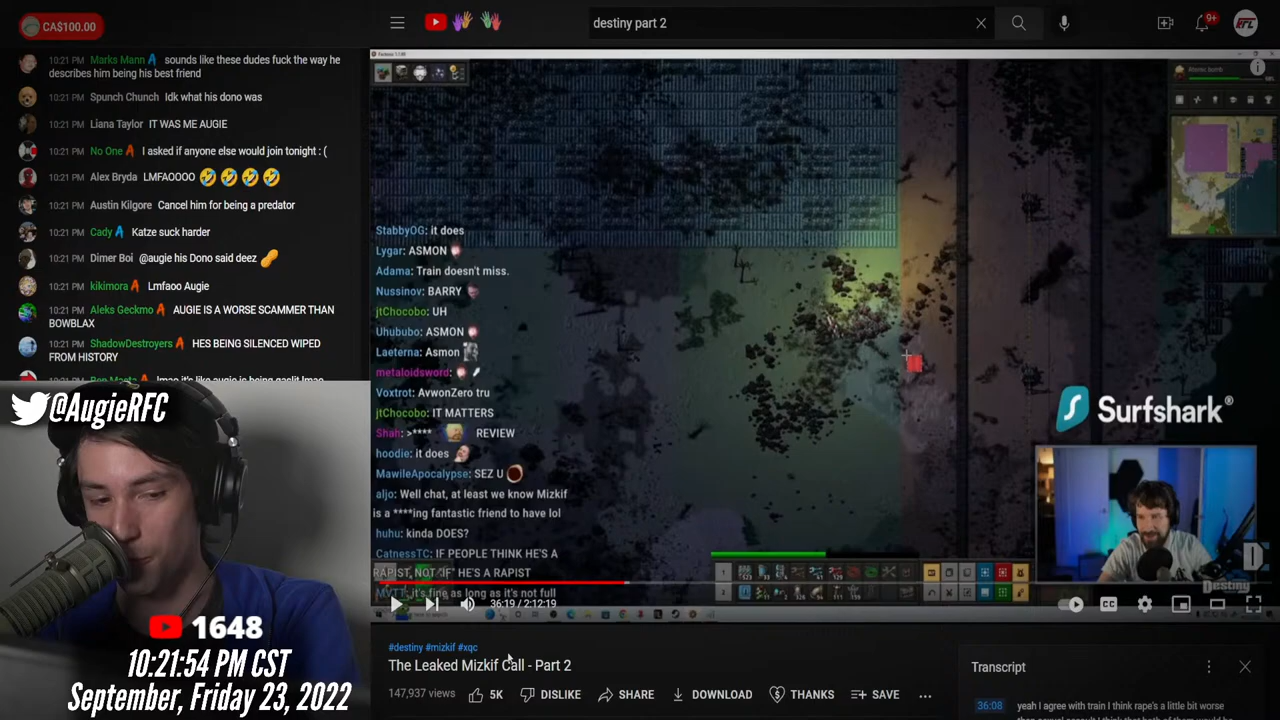 CA$100.00
destiny part 2
9+
RFC
10:21 PM Marks Mann sounds like these dudes fuck the way he
describes him being his best friend
10:21 PM Spunch Chunch Idk what his dono was
10:21 PM Liana Taylor IT WAS ME AUGIE
10:21 PM No One I asked if anyone else would join tonight : (
10:21 PM Alex Bryda LMFAOOOO 🤣 🤣 🤣 🤣
10:21 PM Austin Kilgore Cancel him for being a predator
10:21 PM Cady Katze suck harder
10:21 PM Dimer Boi @augie his Dono said deez 🥜
10:21 PM kikimora Lmfaoo Augie
10:21 PM Aleks Geckmo AUGIE IS A WORSE SCAMMER THAN
BOWBLAX
10:21 PM ShadowDestroyers HES BEING SILENCED WIPED
FROM HISTORY
@AugieRFC
1648
10:21:54 PM CST
September, Friday 23, 2022
StabbyOG: it does
Lygar: ASMON
Adama: Train doesn't miss.
Nussinov: BARRY
jtChocobo: UH
Uhububo: ASMON
Laeterna: Asmon
metaloidsword:
Voxtrot: AvwonZero tru
jtChocobo: IT MATTERS
Shan: >**** REVIEW
hoodie: it does
MawileApocalypse: SEZ U
aljo: Well chat, at least we know Mizkif
is a ****ing fantastic friend to have lol
huhu: kinda DOES?
CatnessTC: IF PEOPLE THINK HE'S A
RAPIST, NOT "IF" HE'S A RAPIST
MVTT: it's fine as long as it's not full
Surfshark®
D
Destiny
36:19 / 2:12:19
CC
#destiny #mizkif #xqc
The Leaked Mizkif Call - Part 2
147,937 views 5K DISLIKE SHARE DOWNLOAD THANKS SAVE
Transcript
36:08 yeah I agree with train I think rape's a little bit worse